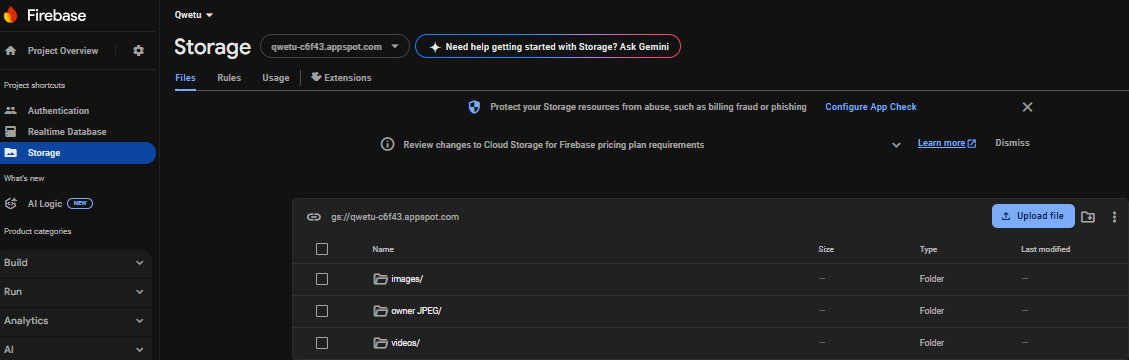 Firebase
Qwetu
Project Overview
Storage
qwetu-c6f43.appspot.com
Need help getting started with Storage? Ask Gemini
Files Rules Usage Extensions
Project shortcuts
Authentication
Realtime Database
Storage
What's new
AI Logic NEW
Product categories
Build
Run
Analytics
AI
Protect your Storage resources from abuse, such as billing fraud or phishing Configure App Check
Review changes to Cloud Storage for Firebase pricing plan requirements Learn more Dismiss
gs://qwetu-c6f43.appspot.com Upload file
Name Size Type Last modified
images/ — Folder —
owner JPEG/ — Folder —
videos/ — Folder —